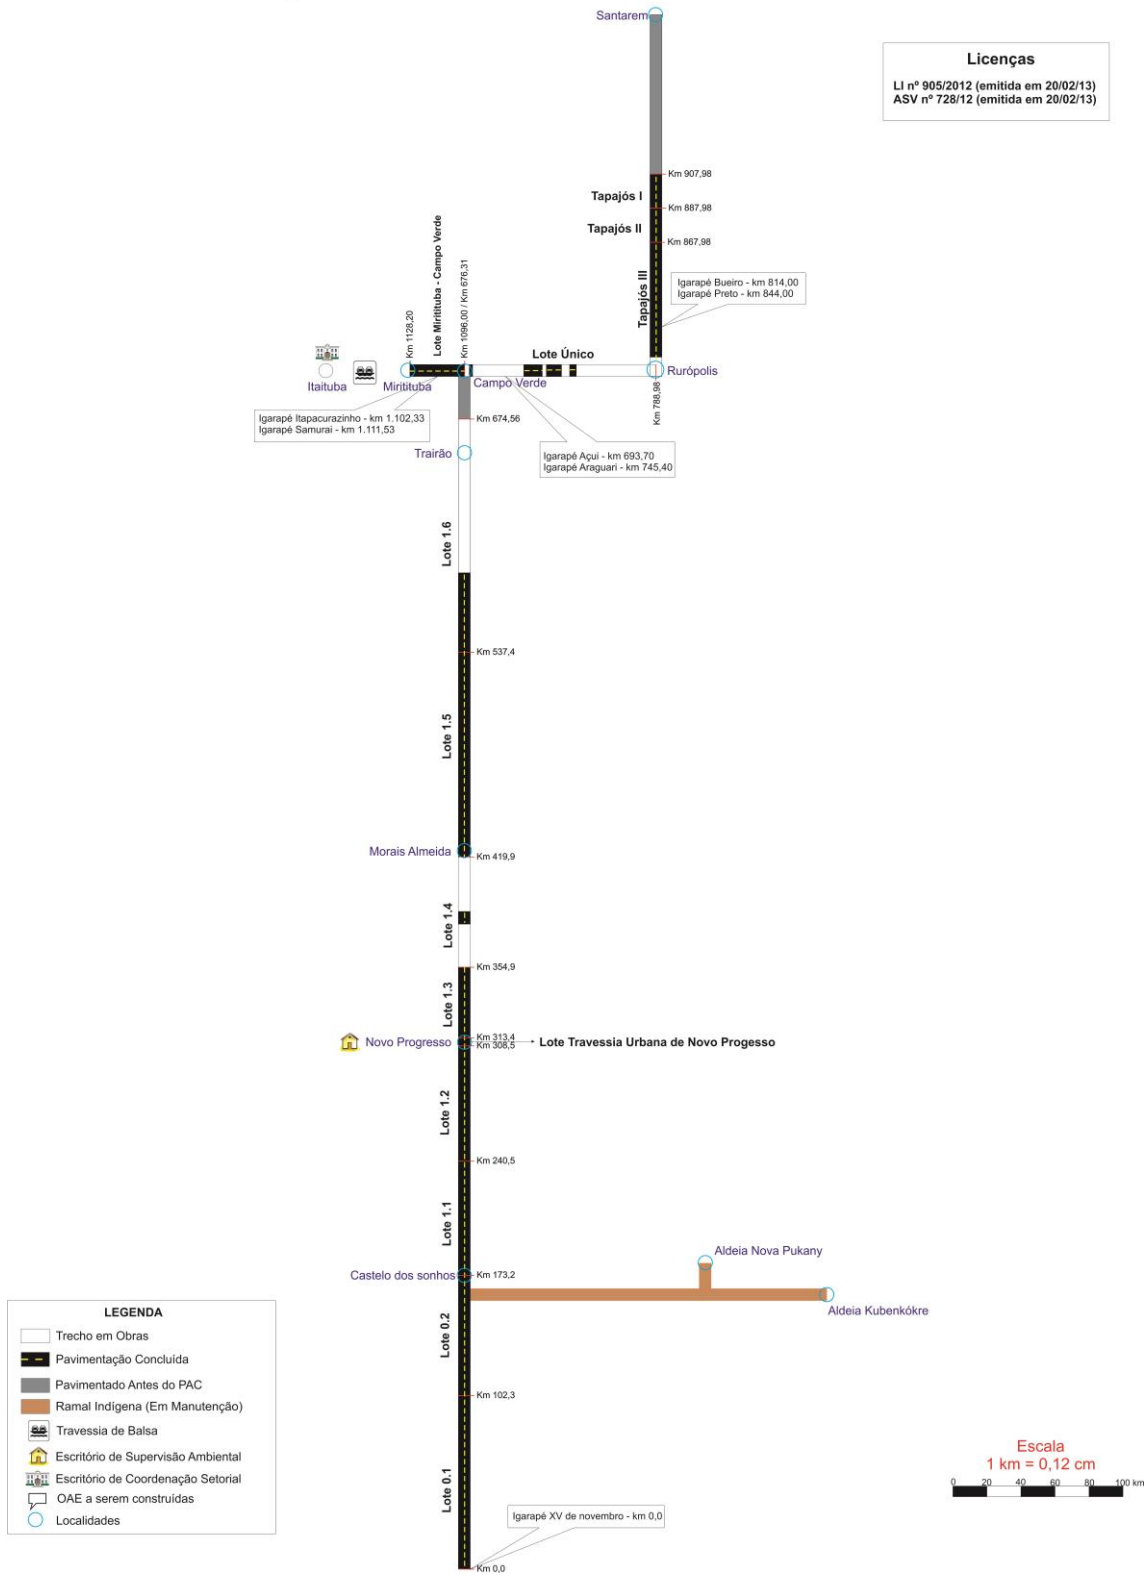 Santarem
Licenças
LI nº 905/2012 (emitida em 20/02/13)
ASV nº 728/12 (emitida em 20/02/13)
Km 907,98
Tapajós I
Km 887,98
Tapajós II
Km 867,98
Tapajós III
Igarapé Bueiro - km 814,00
Igarapé Preto - km 844,00
Lote Miritituba - Campo Verde
Km 1128,20
Km 1096,00 / Km 676,31
Lote Único
Itaituba
Miritituba
Campo Verde
Rurópolis
Km 788,98
Igarapé Itapacurazinho - km 1.102,33
Igarapé Samurai - km 1.111,53
Km 674,56
Trairão
Igarapé Açui - km 693,70
Igarapé Araguari - km 745,40
Lote 1.6
Km 537,4
Lote 1.5
Morais Almeida
Km 419,9
Lote 1.4
Km 354,9
Lote 1.3
Km 313,4
Novo Progresso
Km 308,5
Lote Travessia Urbana de Novo Progesso
Lote 1.2
Km 240,5
Lote 1.1
Castelo dos sonhos
Km 173,2
Aldeia Nova Pukany
Aldeia Kubenkókre
Lote 0.2
Km 102,3
Lote 0.1
Igarapé XV de novembro - km 0,0
Km 0,0
LEGENDA
Trecho em Obras
Pavimentação Concluída
Pavimentado Antes do PAC
Ramal Indígena (Em Manutenção)
Travessia de Balsa
Escritório de Supervisão Ambiental
Escritório de Coordenação Setorial
OAE a serem construídas
Localidades
Escala
1 km = 0,12 cm
0 20 40 60 80 100 km